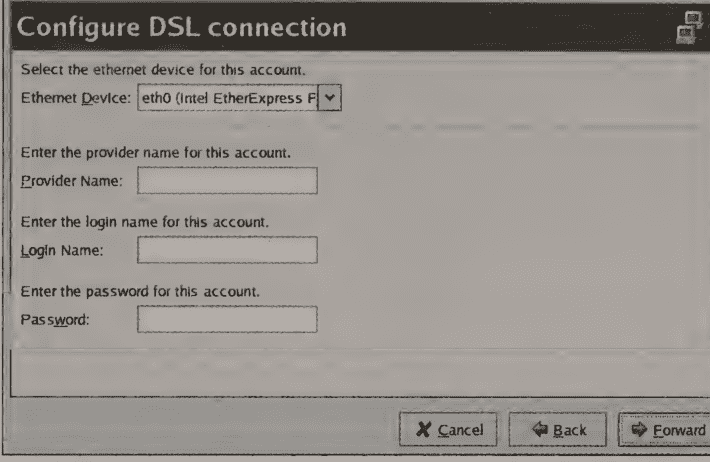 Configure DSL connection
Select the ethernet device for this account.
Ethernet Device: eth0 (Intel EtherExpress P
Enter the provider name for this account.
Provider Name:
Enter the login name for this account.
Login Name:
Enter the password for this account.
Password:
Cancel Back Forward